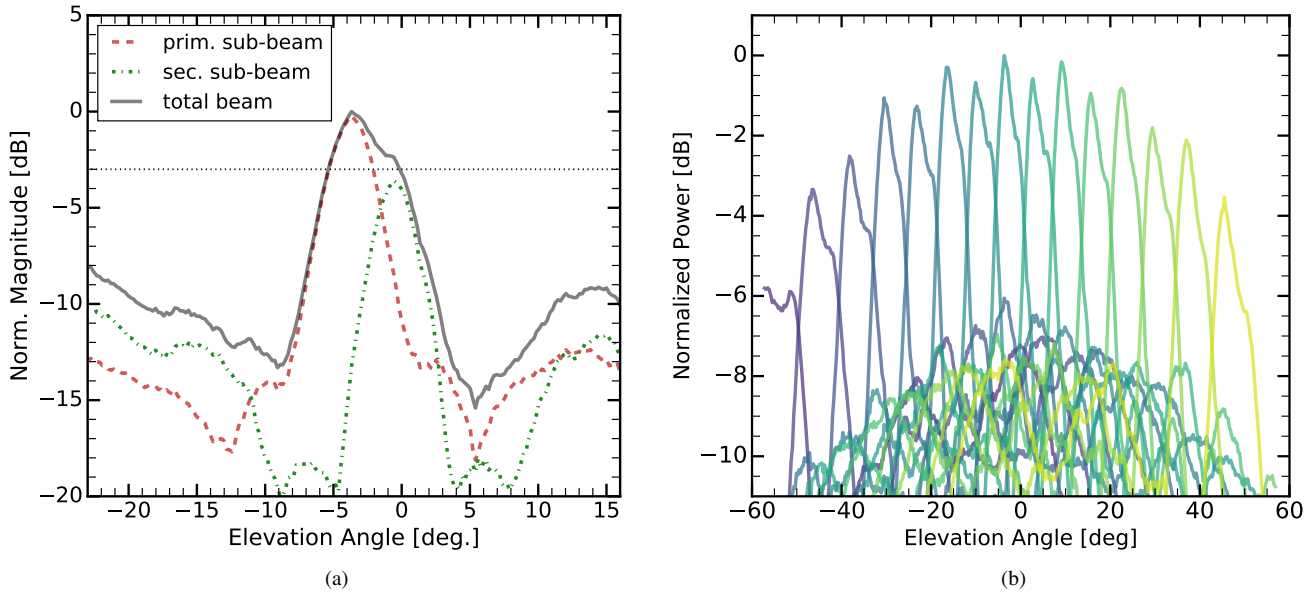 prim. sub-beam
sec. sub-beam
total beam
Norm. Magnitude [dB]
5
0
−5
−10
−15
−20
−20 −15 −10 −5 0 5 10 15
Elevation Angle [deg.]
(a)
Normalized Power [dB]
0
−2
−4
−6
−8
−10
−60 −40 −20 0 20 40 60
Elevation Angle [deg]
(b)